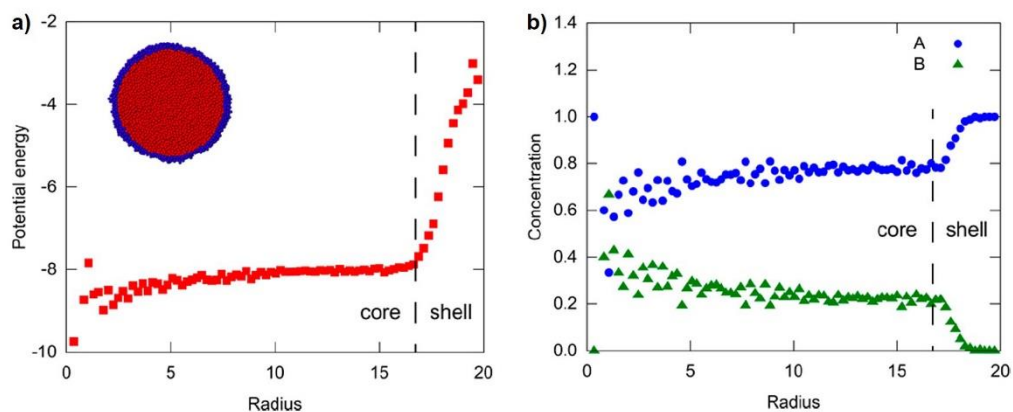 a)
-2
-4
-6
-8
-10
Potential energy
core
shell
0
5
10
15
20
Radius
b)
1.4
1.2
1.0
0.8
0.6
0.4
0.2
0.0
Concentration
A
B
core
shell
0
5
10
15
20
Radius